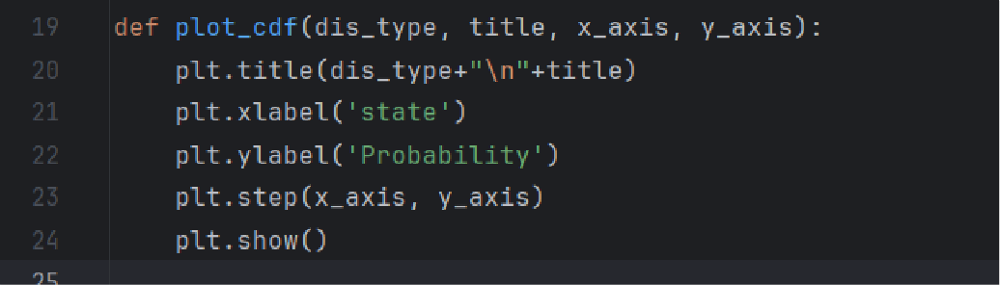 19 def plot_cdf(dis_type, title, x_axis, y_axis):
20 plt.title(dis_type+"\n"+title)
21 plt.xlabel('state')
22 plt.ylabel('Probability')
23 plt.step(x_axis, y_axis)
24 plt.show()
25